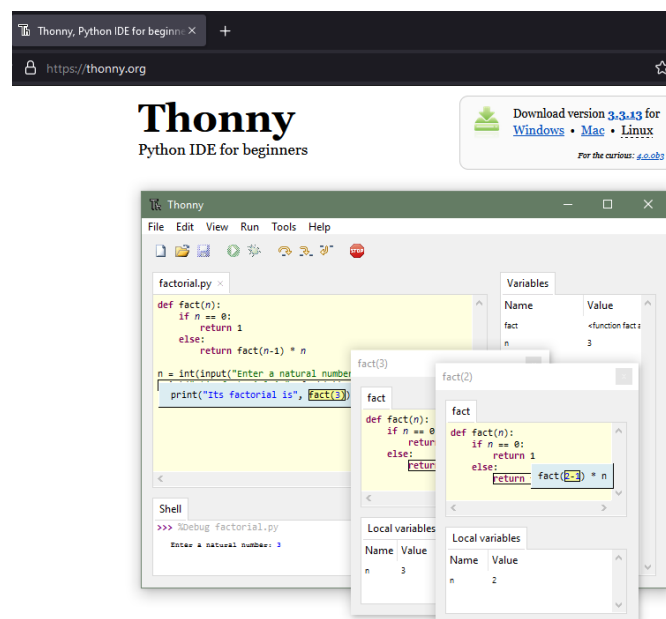 Thonny, Python IDE for beginne
https://thonny.org
Thonny
Python IDE for beginners
Download version 3.3.13 for
Windows • Mac • Linux
For the curious: 4.0.0b3
Thonny
File Edit View Run Tools Help
STOP
factorial.py
def fact(n):
if n == 0:
return 1
else:
return fact(n-1) * n
n = int(input("Enter a natural number
print("Its factorial is", fact(3))
Shell
>>> %Debug factorial.py
Enter a natural number: 3
Variables
Name Value
fact <function fact a
n 3
fact(3)
fact
def fact(n):
if n == 0
retur
else:
retur
Local variables
Name Value
n 3
fact(2)
fact
def fact(n):
if n == 0:
return 1
else:
return
fact(2-1) * n
Local variables
Name Value
n 2